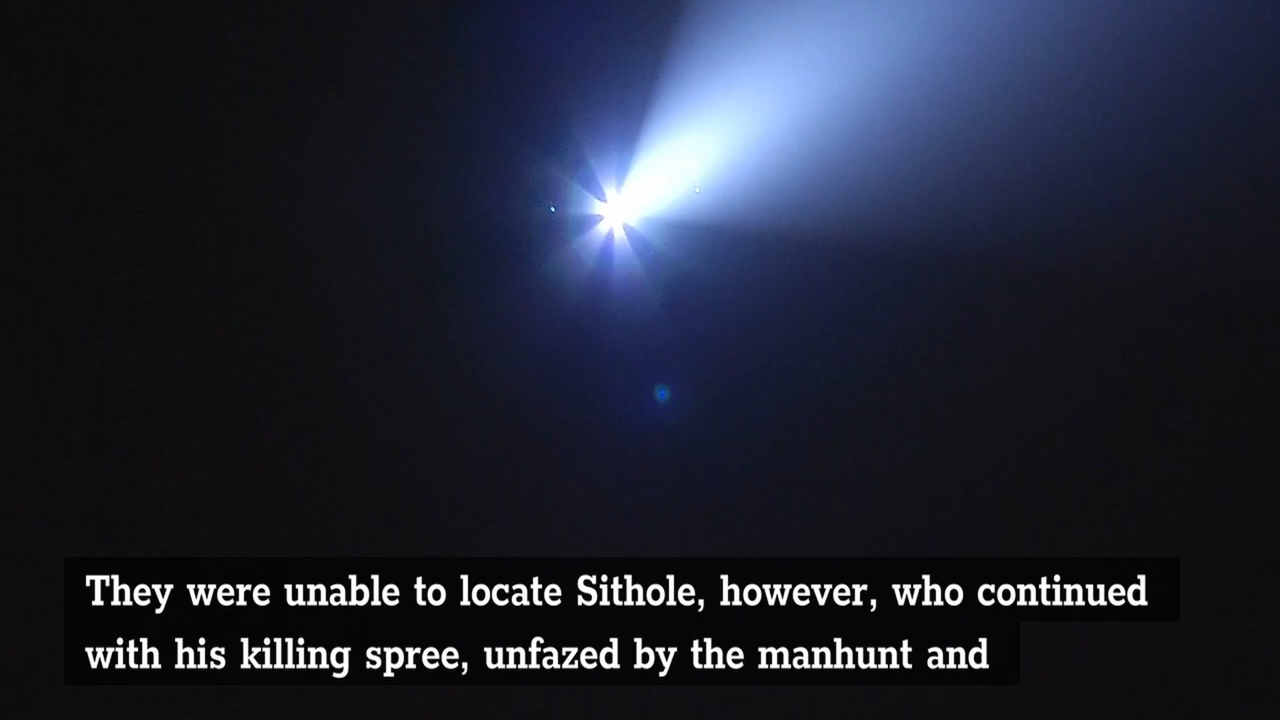 They were unable to locate Sithole, however, who continued
with his killing spree, unfazed by the manhunt and